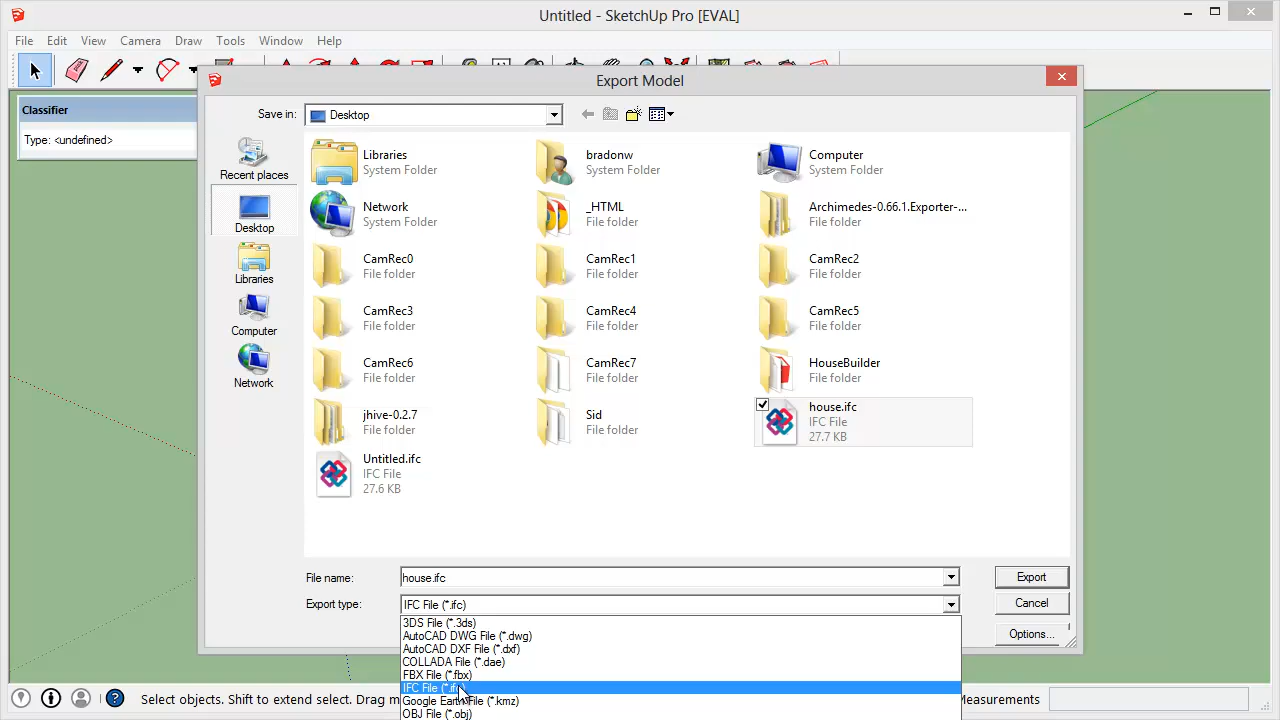 Untitled - SketchUp Pro [EVAL]
File Edit View Camera Draw Tools Window Help
Export Model
Classifier
Type: <undefined>
Save in: Desktop
Recent places
Desktop
Libraries
Computer
Network
Libraries
System Folder
bradonw
System Folder
Computer
System Folder
Network
System Folder
_HTML
File folder
Archimedes-0.66.1.Exporter-...
File folder
CamRec0
File folder
CamRec1
File folder
CamRec2
File folder
CamRec3
File folder
CamRec4
File folder
CamRec5
File folder
CamRec6
File folder
CamRec7
File folder
HouseBuilder
File folder
jhive-0.2.7
File folder
Sid
File folder
house.ifc
IFC File
27.7 KB
Untitled.ifc
IFC File
27.6 KB
File name: house.ifc Export
Export type: IFC File (*.ifc) Cancel
Options...
3DS File (*.3ds)
AutoCAD DWG File (*.dwg)
AutoCAD DXF File (*.dxf)
COLLADA File (*.dae)
FBX File (*.fbx)
IFC File (*.ifc)
Google Earth File (*.kmz)
OBJ File (*.obj)
Select objects. Shift to extend select. Drag m
Measurements